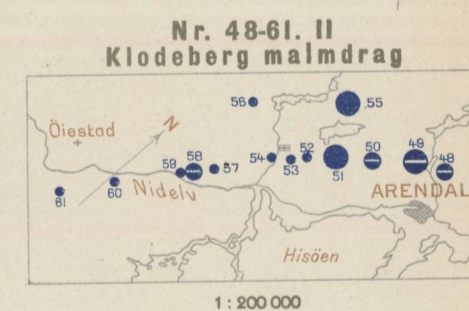 Nr. 48-61. II
Klodeberg malmdrag
56
55
Öiestad
N
58
59
57
54
53
52
51
50
49
48
61
60
Nidelv
ARENDAL
Hisöen
1 : 200 000